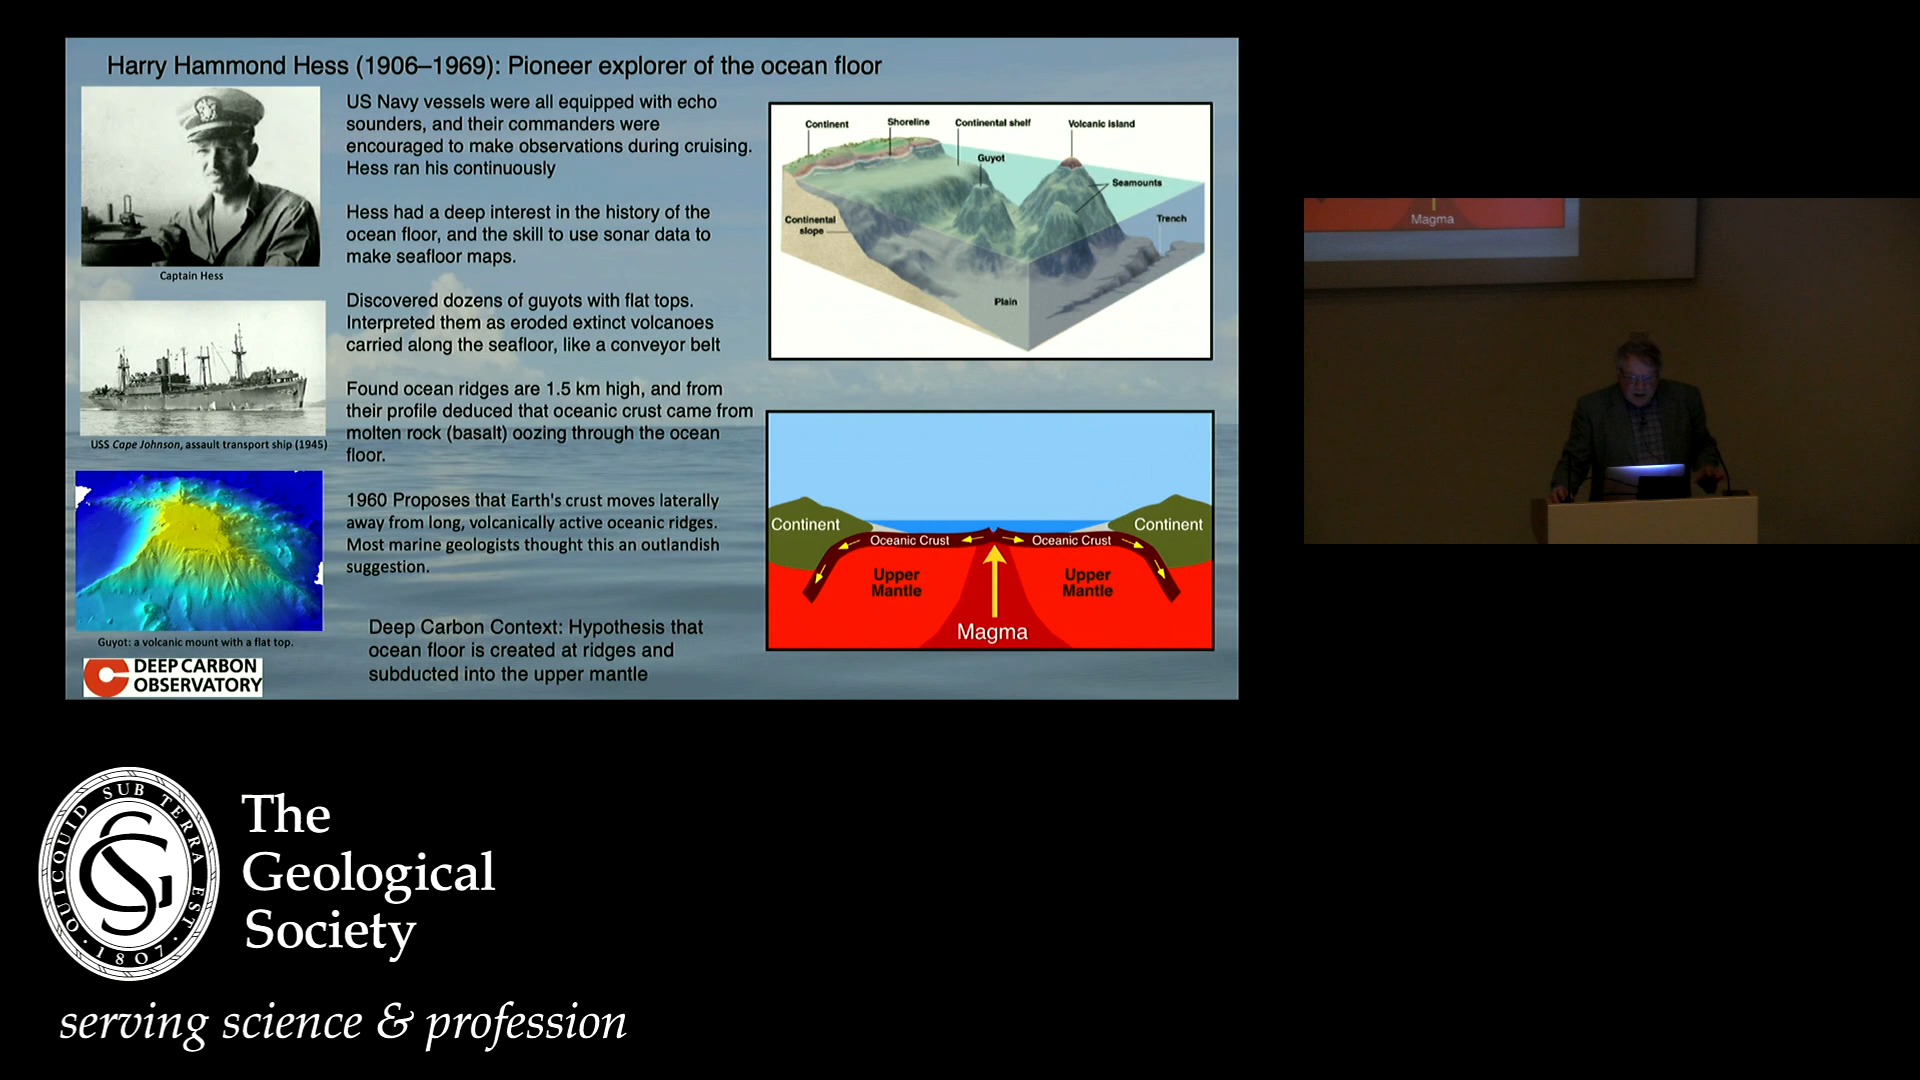 Harry Hammond Hess (1906–1969): Pioneer explorer of the ocean floor
Captain Hess
USS Cape Johnson, assault transport ship (1945)
Guyot: a volcanic mount with a flat top.
DEEP CARBON
OBSERVATORY
US Navy vessels were all equipped with echo
sounders, and their commanders were
encouraged to make observations during cruising.
Hess ran his continuously
Hess had a deep interest in the history of the
ocean floor, and the skill to use sonar data to
make seafloor maps.
Discovered dozens of guyots with flat tops.
Interpreted them as eroded extinct volcanoes
carried along the seafloor, like a conveyor belt
Found ocean ridges are 1.5 km high, and from
their profile deduced that oceanic crust came from
molten rock (basalt) oozing through the ocean
floor.
1960 Proposes that Earth's crust moves laterally
away from long, volcanically active oceanic ridges.
Most marine geologists thought this an outlandish
suggestion.
Deep Carbon Context: Hypothesis that
ocean floor is created at ridges and
subducted into the upper mantle
Continent
Shoreline
Continental shelf
Volcanic island
Guyot
Seamounts
Continental
slope
Trench
Plain
Continent
Continent
Oceanic Crust
Oceanic Crust
Upper
Mantle
Upper
Mantle
Magma
Magma
QUICQUID SUB TERRA EST
1807
GS
The
Geological
Society
serving science & profession